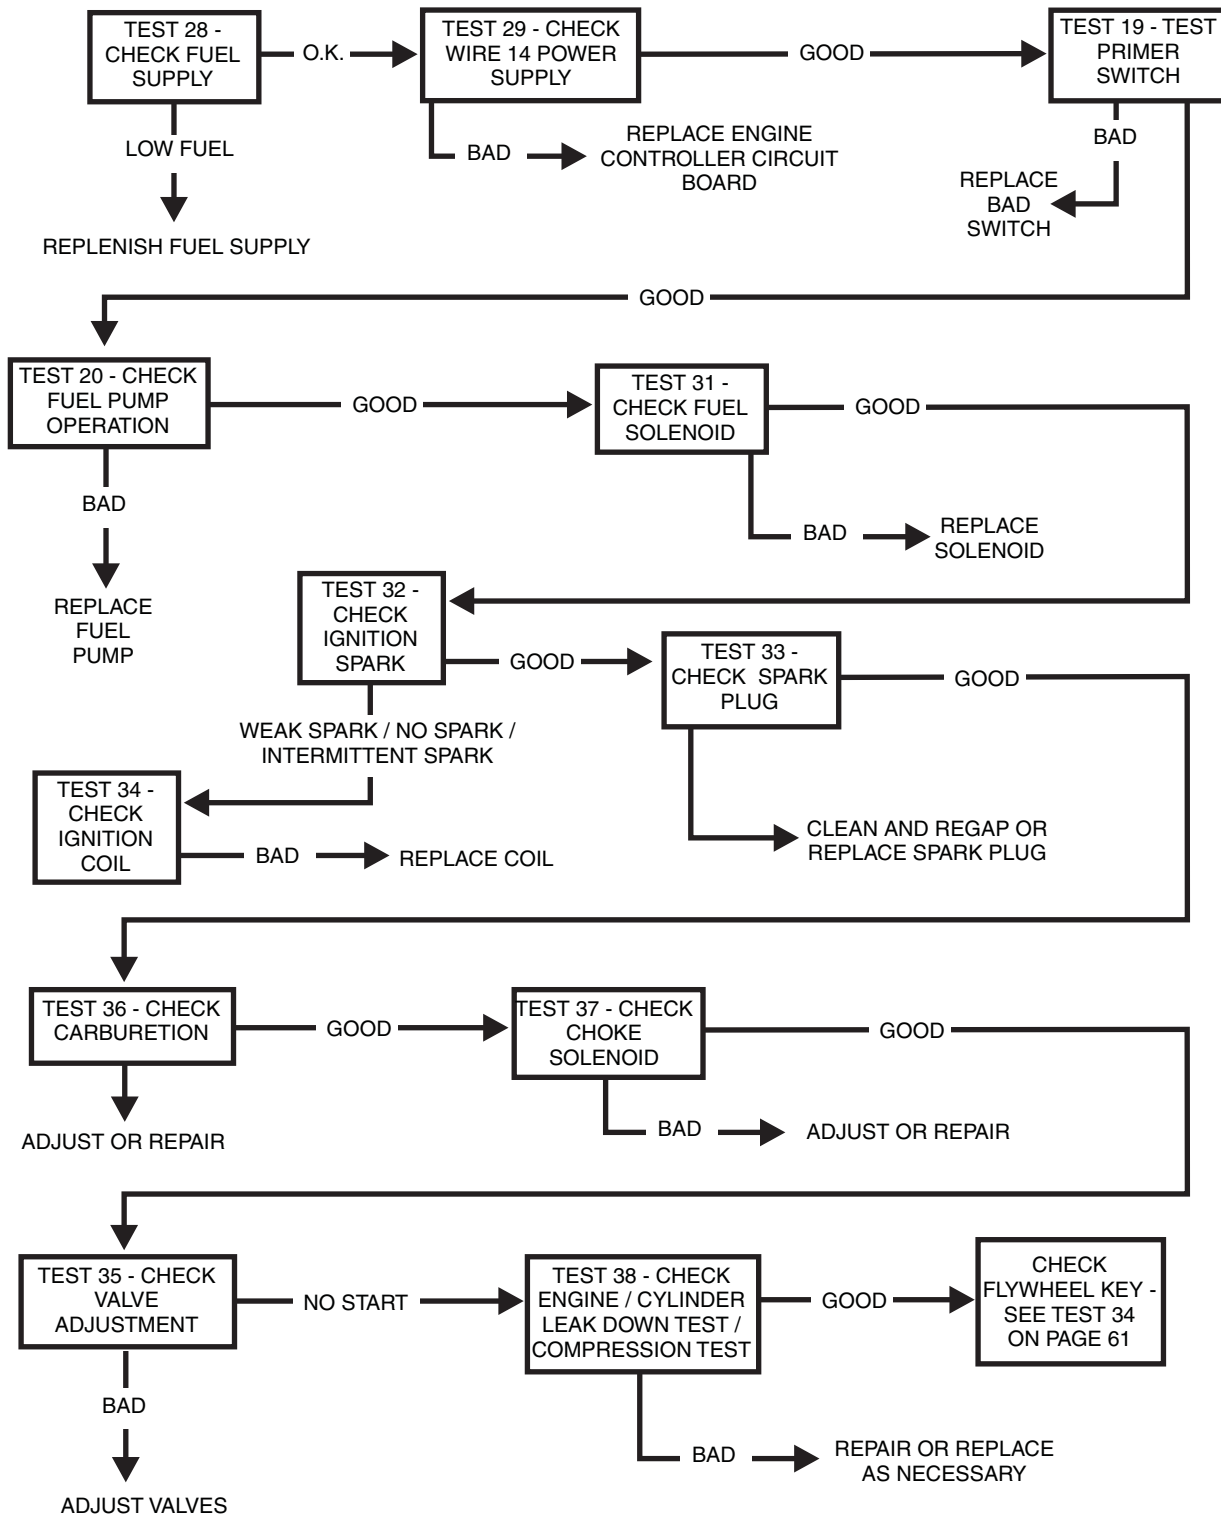 TEST 28 -
CHECK FUEL
SUPPLY
O.K.
TEST 29 - CHECK
WIRE 14 POWER
SUPPLY
GOOD
TEST 19 - TEST
PRIMER
SWITCH
LOW FUEL
REPLENISH FUEL SUPPLY
BAD
REPLACE ENGINE
CONTROLLER CIRCUIT
BOARD
BAD
REPLACE
BAD
SWITCH
GOOD
TEST 20 - CHECK
FUEL PUMP
OPERATION
GOOD
TEST 31 -
CHECK FUEL
SOLENOID
GOOD
BAD
REPLACE
FUEL
PUMP
BAD
REPLACE
SOLENOID
TEST 32 -
CHECK
IGNITION
SPARK
GOOD
TEST 33 -
CHECK SPARK
PLUG
GOOD
WEAK SPARK / NO SPARK /
INTERMITTENT SPARK
TEST 34 -
CHECK
IGNITION
COIL
BAD
REPLACE COIL
CLEAN AND REGAP OR
REPLACE SPARK PLUG
TEST 36 - CHECK
CARBURETION
GOOD
TEST 37 - CHECK
CHOKE
SOLENOID
GOOD
ADJUST OR REPAIR
BAD
ADJUST OR REPAIR
TEST 35 - CHECK
VALVE
ADJUSTMENT
NO START
TEST 38 - CHECK
ENGINE / CYLINDER
LEAK DOWN TEST /
COMPRESSION TEST
GOOD
CHECK
FLYWHEEL KEY -
SEE TEST 34
ON PAGE 61
BAD
ADJUST VALVES
BAD
REPAIR OR REPLACE
AS NECESSARY